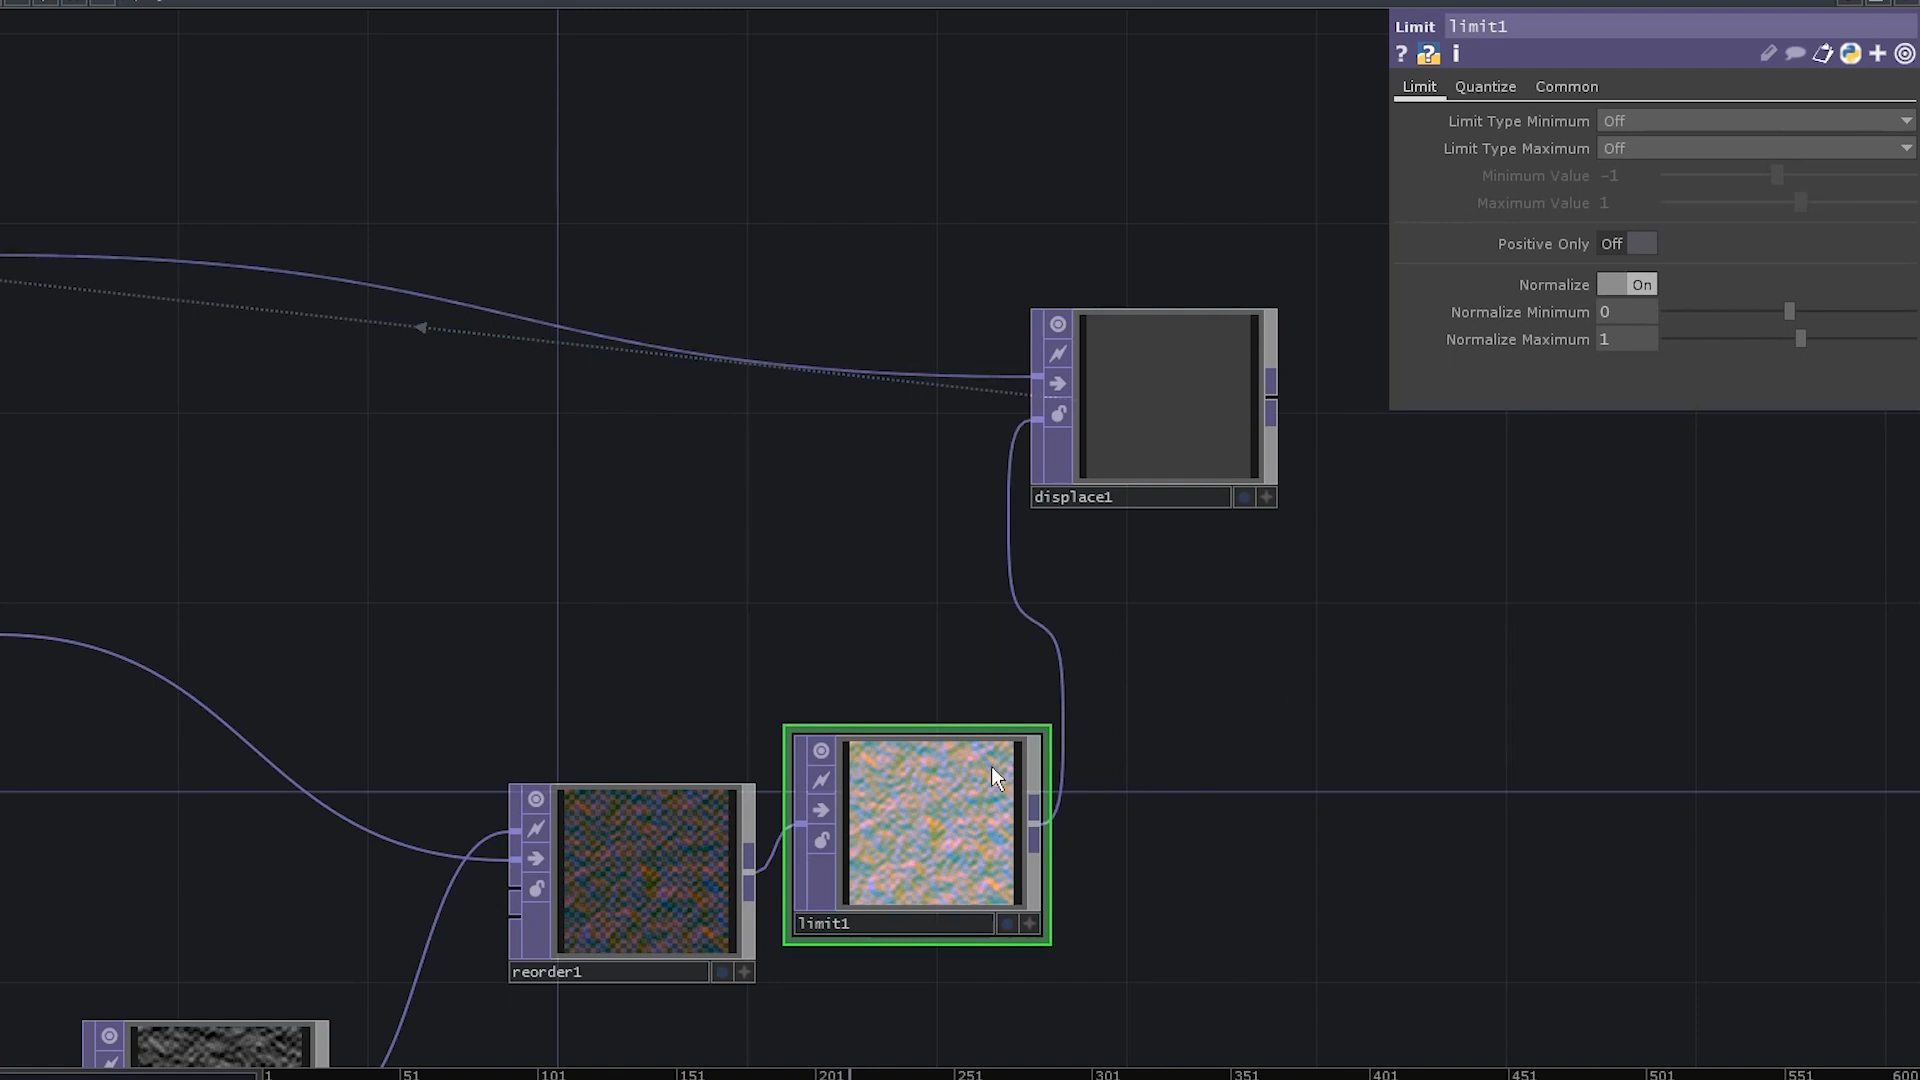 Limit limit1
? ? i
Limit Quantize Common
Limit Type Minimum Off
Limit Type Maximum Off
Minimum Value -1
Maximum Value 1
Positive Only Off
Normalize On
Normalize Minimum 0
Normalize Maximum 1
displace1
limit1
reorder1
1 51 101 151 201 251 301 351 401 451 501 551 600